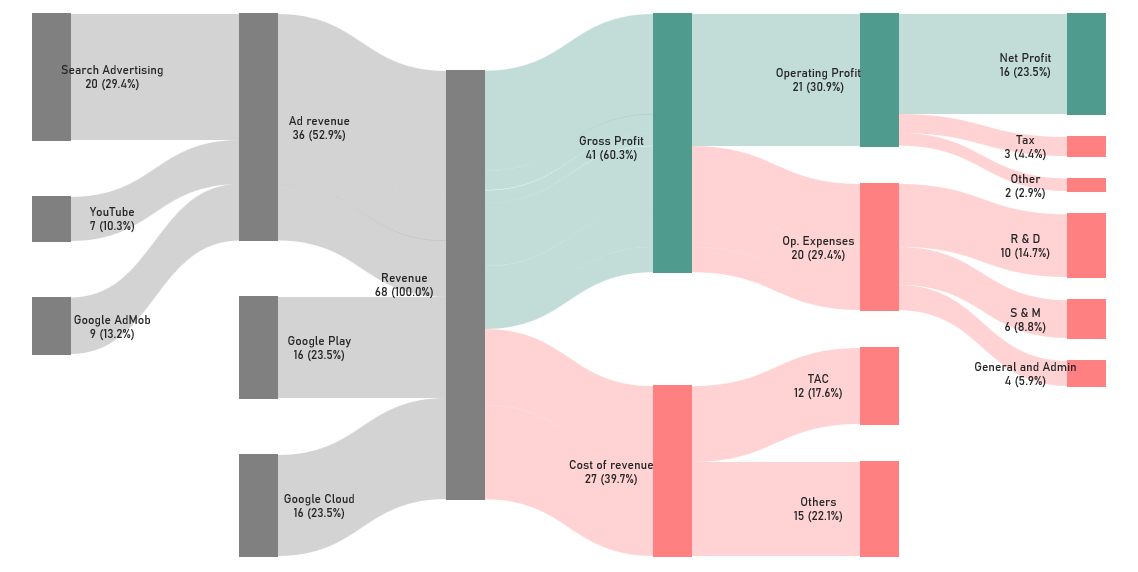 Search Advertising
20 (29.4%)
YouTube
7 (10.3%)
Google AdMob
9 (13.2%)
Ad revenue
36 (52.9%)
Google Play
16 (23.5%)
Google Cloud
16 (23.5%)
Revenue
68 (100.0%)
Gross Profit
41 (60.3%)
Cost of revenue
27 (39.7%)
Operating Profit
21 (30.9%)
Op. Expenses
20 (29.4%)
TAC
12 (17.6%)
Others
15 (22.1%)
Net Profit
16 (23.5%)
Tax
3 (4.4%)
Other
2 (2.9%)
R & D
10 (14.7%)
S & M
6 (8.8%)
General and Admin
4 (5.9%)